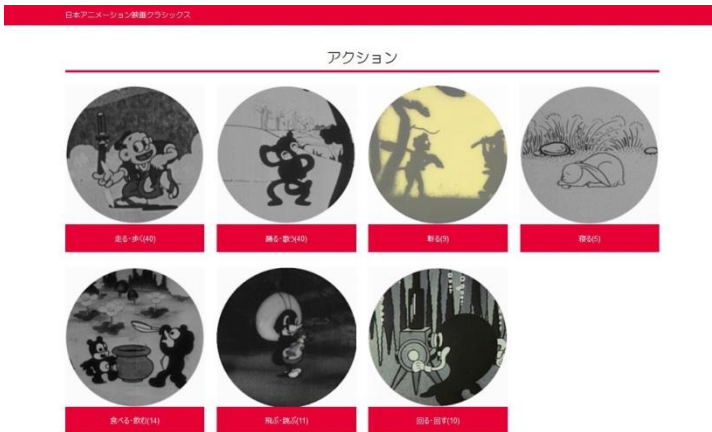 日本アニメーション映画クラシックス
アクション
走る・歩く(40)
踊る・歌う(40)
斬る(9)
寝る(5)
食べる・飲む(14)
飛ぶ・跳ぶ(11)
回る・回す(10)